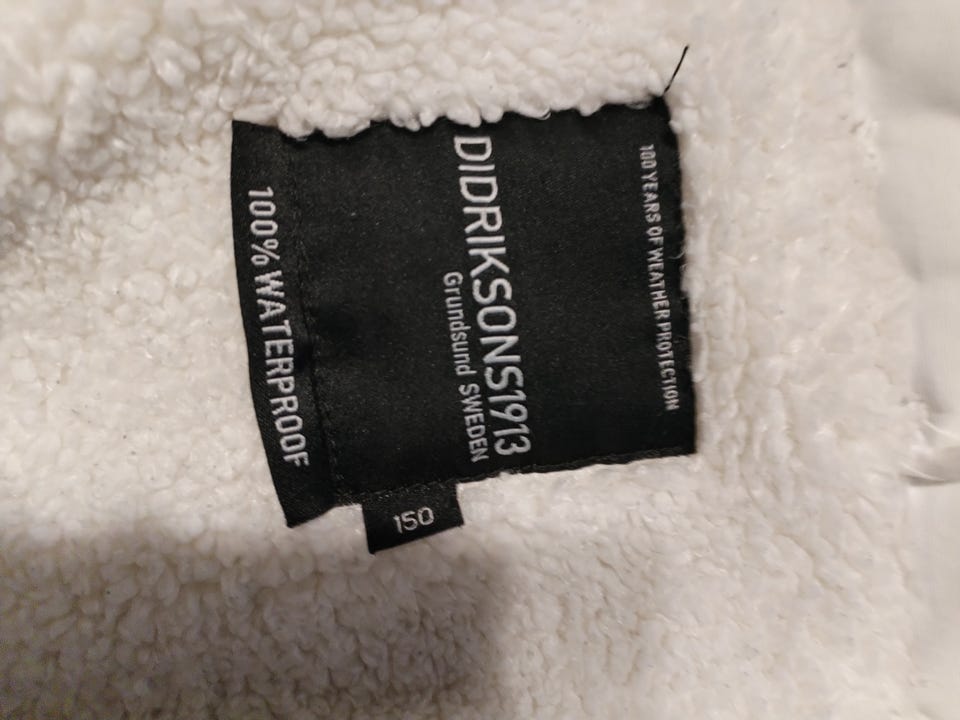 100 YEARS OF WEATHER PROTECTION
DIDRIKSONS1913
Grundsund SWEDEN
100% WATERPROOF
150